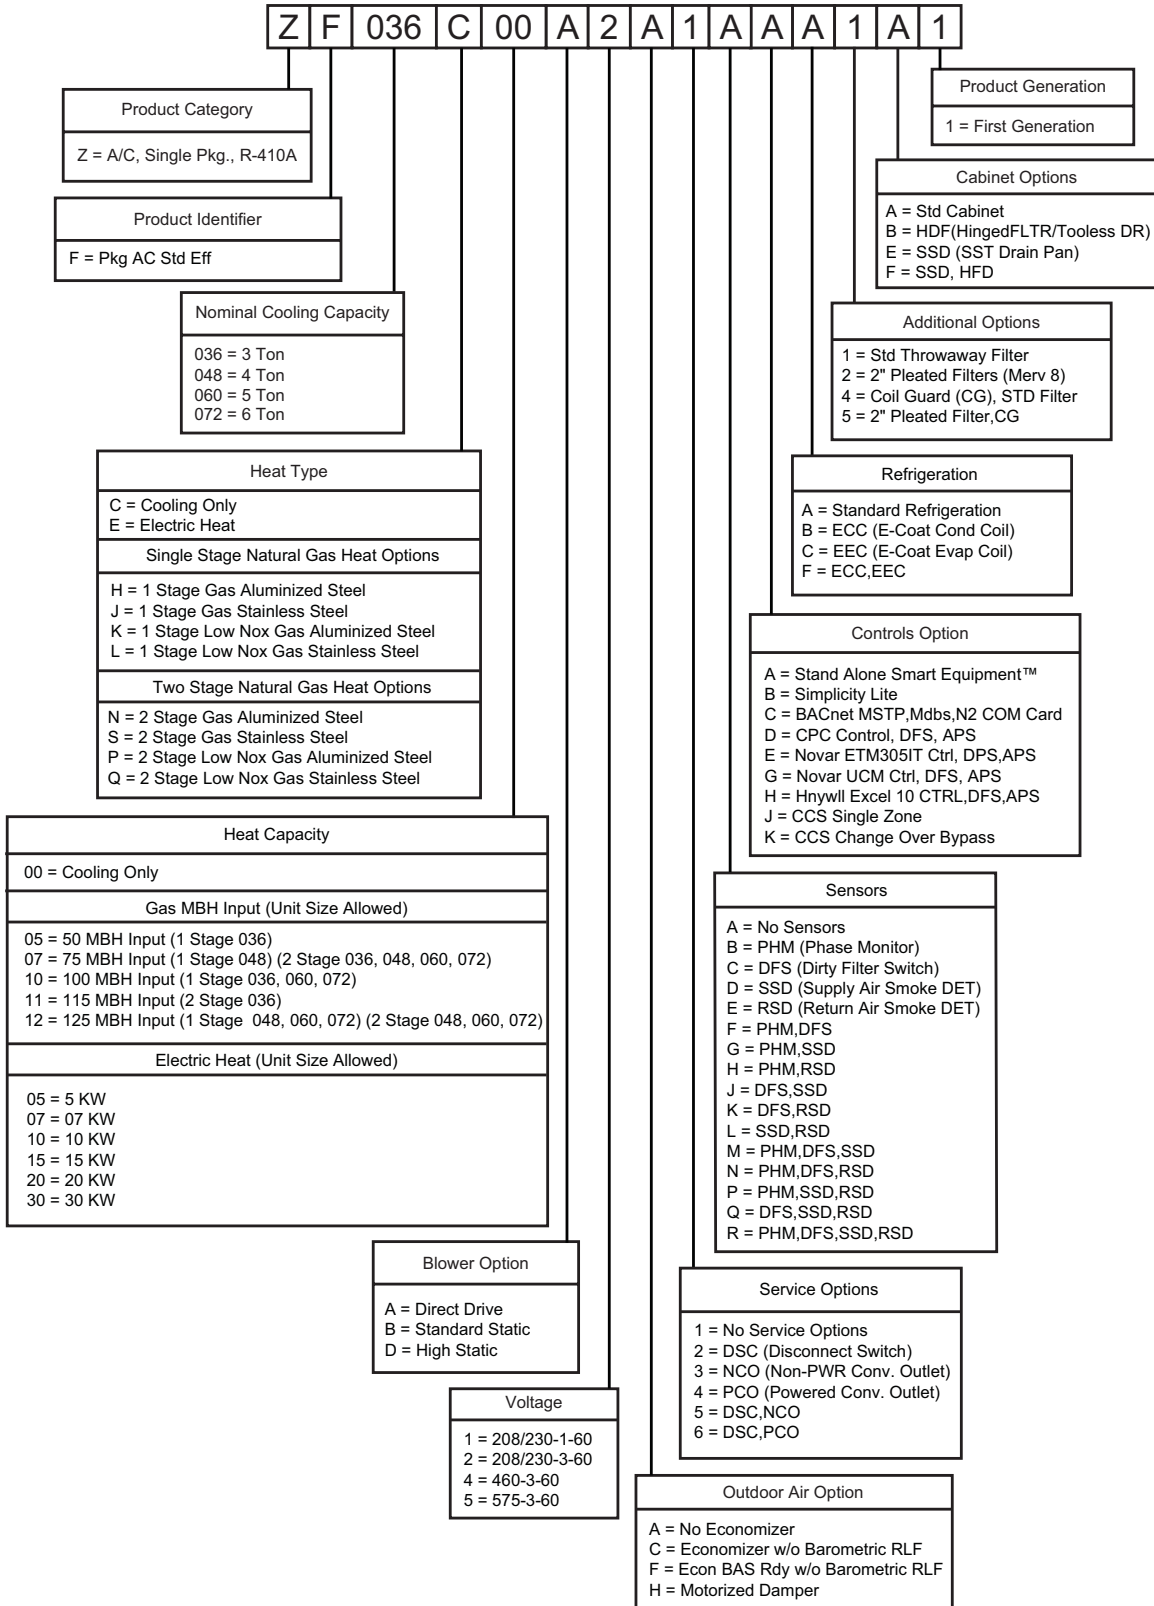 Z F 036 C 00 A 2 A 1 A A A 1 A 1
Product Category
Z = A/C, Single Pkg., R-410A
Product Identifier
F = Pkg AC Std Eff
Nominal Cooling Capacity
036 = 3 Ton
048 = 4 Ton
060 = 5 Ton
072 = 6 Ton
Heat Type
C = Cooling Only
E = Electric Heat
Single Stage Natural Gas Heat Options
H = 1 Stage Gas Aluminized Steel
J = 1 Stage Gas Stainless Steel
K = 1 Stage Low Nox Gas Aluminized Steel
L = 1 Stage Low Nox Gas Stainless Steel
Two Stage Natural Gas Heat Options
N = 2 Stage Gas Aluminized Steel
S = 2 Stage Gas Stainless Steel
P = 2 Stage Low Nox Gas Aluminized Steel
Q = 2 Stage Low Nox Gas Stainless Steel
Heat Capacity
00 = Cooling Only
Gas MBH Input (Unit Size Allowed)
05 = 50 MBH Input (1 Stage 036)
07 = 75 MBH Input (1 Stage 048) (2 Stage 036, 048, 060, 072)
10 = 100 MBH Input (1 Stage 036, 060, 072)
11 = 115 MBH Input (2 Stage 036)
12 = 125 MBH Input (1 Stage 048, 060, 072) (2 Stage 048, 060, 072)
Electric Heat (Unit Size Allowed)
05 = 5 KW
07 = 07 KW
10 = 10 KW
15 = 15 KW
20 = 20 KW
30 = 30 KW
Blower Option
A = Direct Drive
B = Standard Static
D = High Static
Voltage
1 = 208/230-1-60
2 = 208/230-3-60
4 = 460-3-60
5 = 575-3-60
Product Generation
1 = First Generation
Cabinet Options
A = Std Cabinet
B = HDF(HingedFLTR/Tooless DR)
E = SSD (SST Drain Pan)
F = SSD, HFD
Additional Options
1 = Std Throwaway Filter
2 = 2" Pleated Filters (Merv 8)
4 = Coil Guard (CG), STD Filter
5 = 2" Pleated Filter,CG
Refrigeration
A = Standard Refrigeration
B = ECC (E-Coat Cond Coil)
C = EEC (E-Coat Evap Coil)
F = ECC,EEC
Controls Option
A = Stand Alone Smart Equipment™
B = Simplicity Lite
C = BACnet MSTP,Mdbs,N2 COM Card
D = CPC Control, DFS, APS
E = Novar ETM305IT Ctrl, DPS,APS
G = Novar UCM Ctrl, DFS, APS
H = Hnywll Excel 10 CTRL,DFS,APS
J = CCS Single Zone
K = CCS Change Over Bypass
Sensors
A = No Sensors
B = PHM (Phase Monitor)
C = DFS (Dirty Filter Switch)
D = SSD (Supply Air Smoke DET)
E = RSD (Return Air Smoke DET)
F = PHM,DFS
G = PHM,SSD
H = PHM,RSD
J = DFS,SSD
K = DFS,RSD
L = SSD,RSD
M = PHM,DFS,SSD
N = PHM,DFS,RSD
P = PHM,SSD,RSD
Q = DFS,SSD,RSD
R = PHM,DFS,SSD,RSD
Service Options
1 = No Service Options
2 = DSC (Disconnect Switch)
3 = NCO (Non-PWR Conv. Outlet)
4 = PCO (Powered Conv. Outlet)
5 = DSC,NCO
6 = DSC,PCO
Outdoor Air Option
A = No Economizer
C = Economizer w/o Barometric RLF
F = Econ BAS Rdy w/o Barometric RLF
H = Motorized Damper